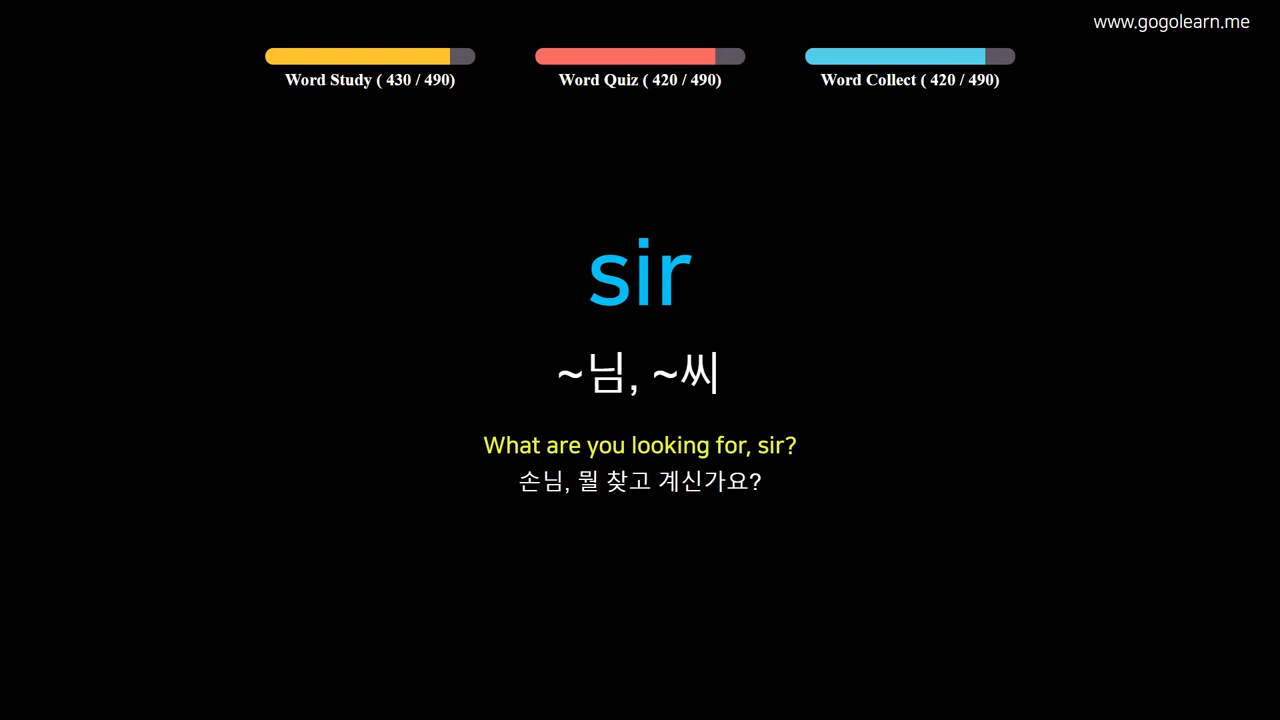 www.gogolearn.me
Word Study ( 430 / 490)
Word Quiz ( 420 / 490)
Word Collect ( 420 / 490)
sir
~님, ~씨
What are you looking for, sir?
손님, 뭘 찾고 계신가요?